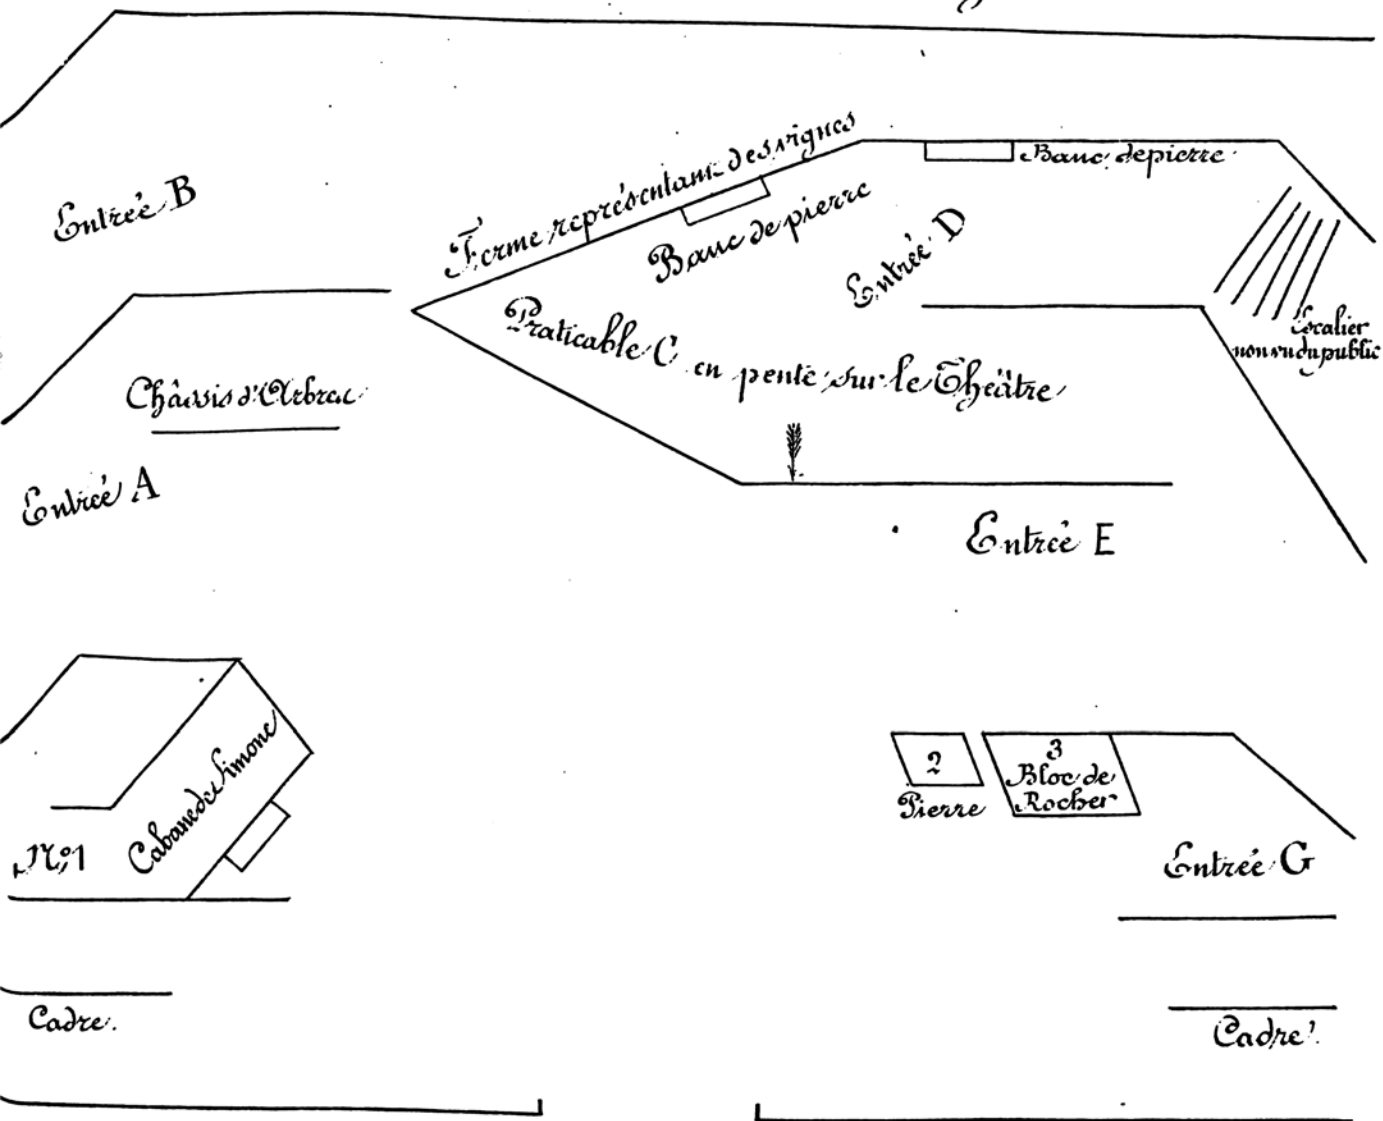 Ferme représentant des vignes
Banc de pierre
Entrée B
Banc de pierre
Entrée D
Praticable C en pente sur le Théâtre
Escalier
non vu du public
Châssis d'Arbres
Entrée A
Entrée E
Cabane de Simone
N°1
2
Pierre
3
Bloc de
Rocher
Entrée G
Cadre.
Cadre.